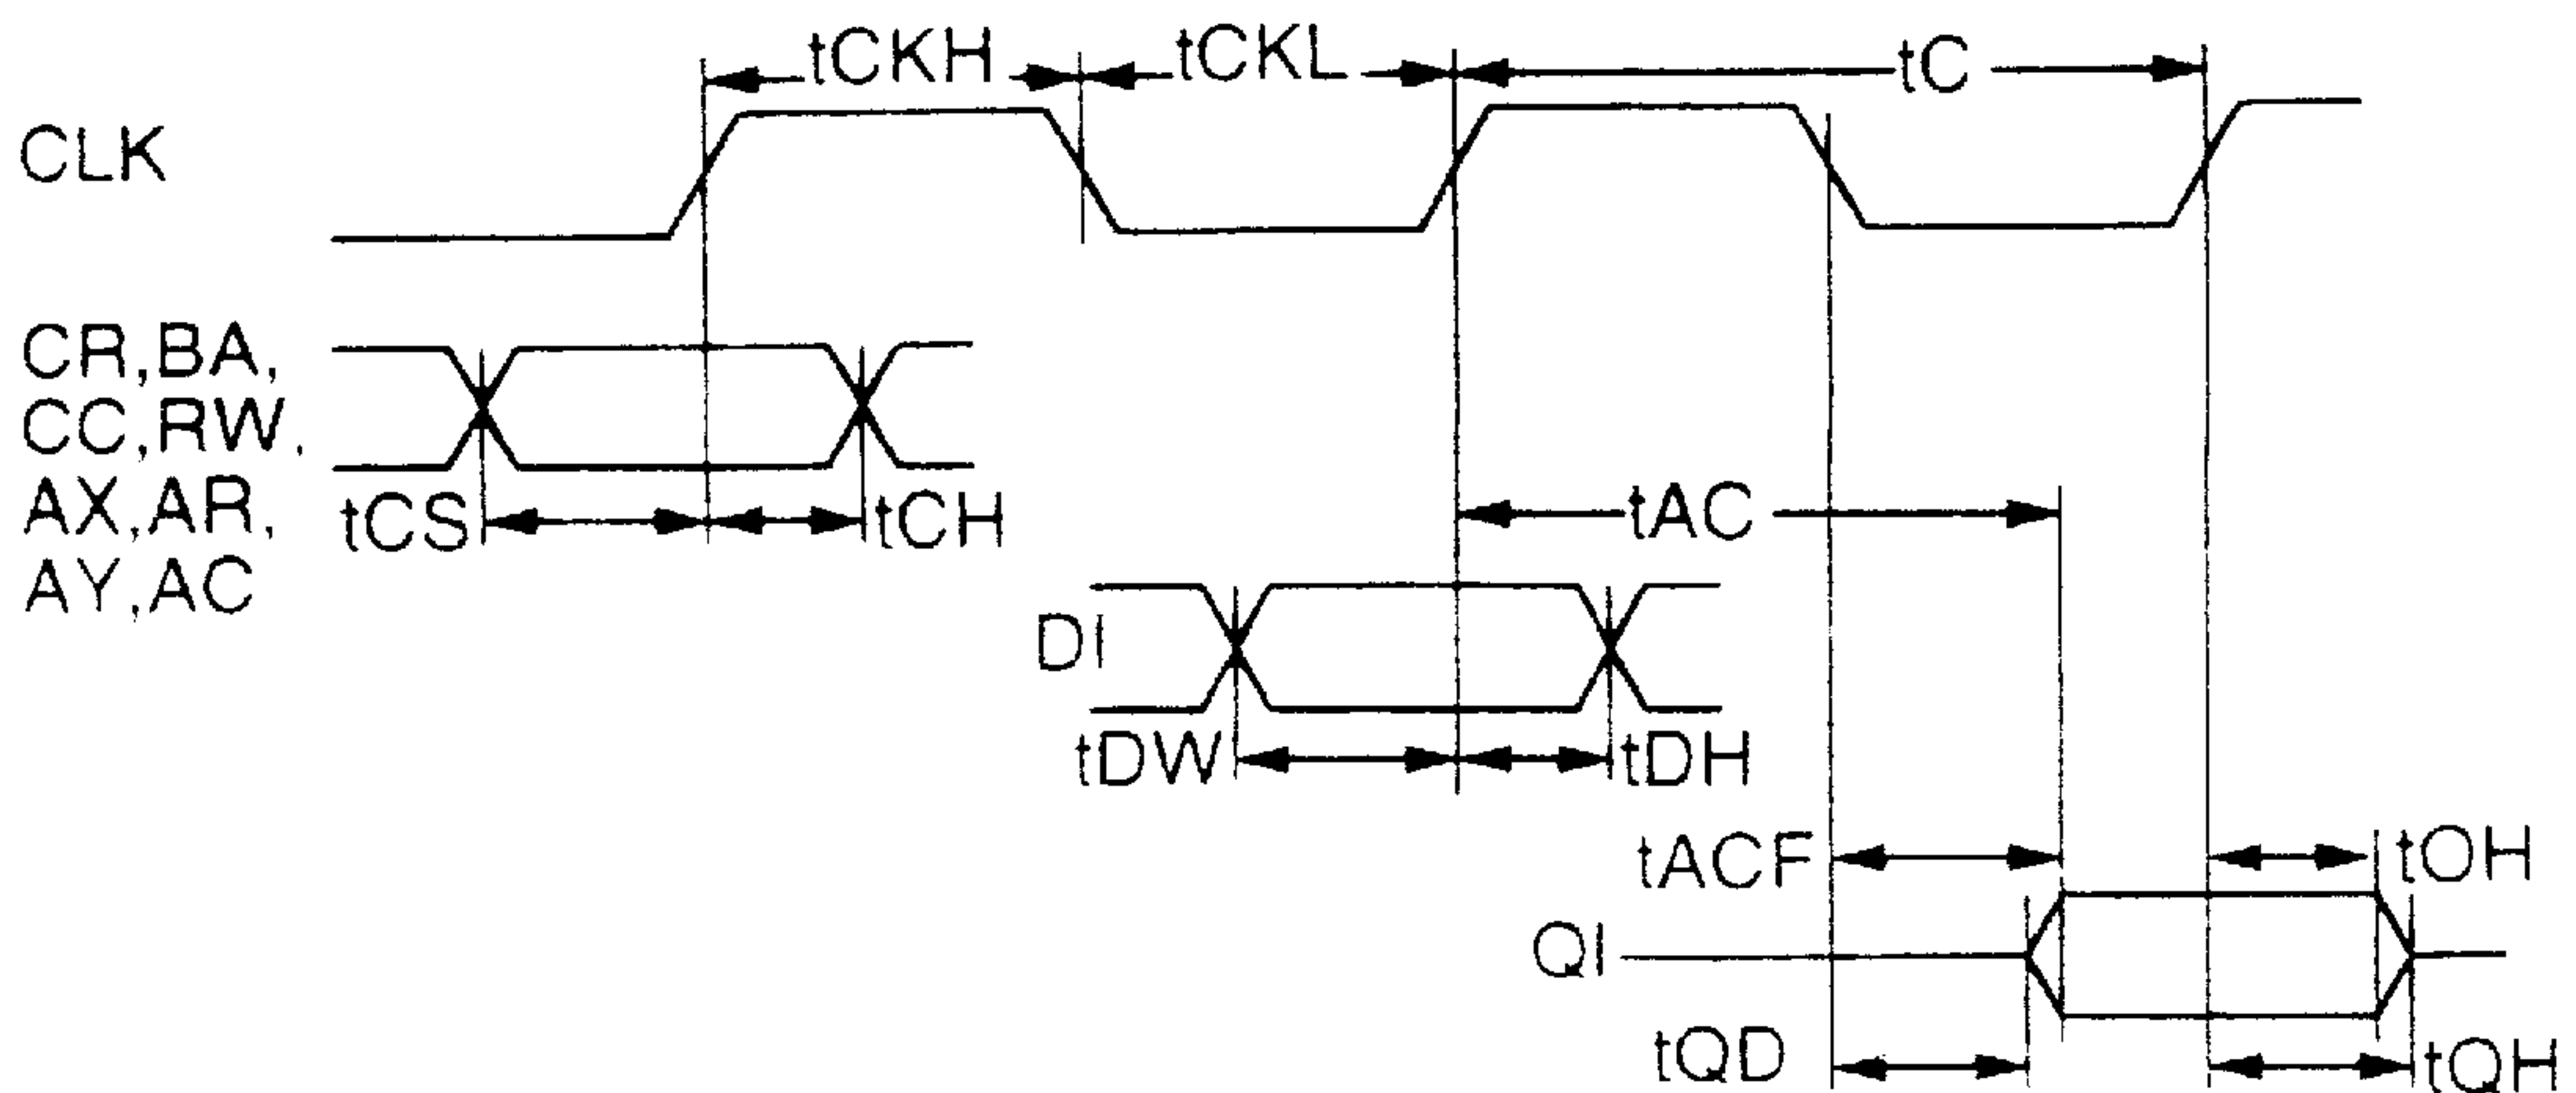 tCKH tCKL tC
CLK
CR,BA,
CC,RW,
AX,AR,
AY,AC
tCS tCH
tAC
DI
tDW tDH
tACF tOH
QI
tQD tQH